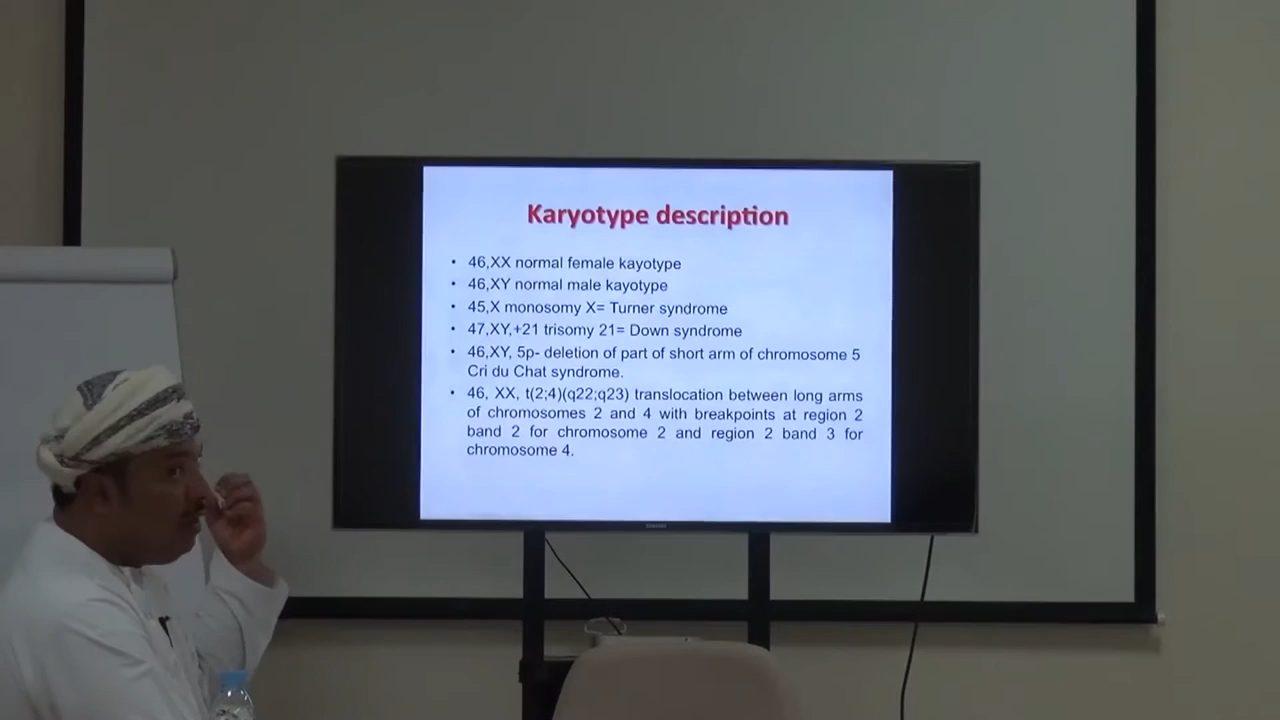 Karyotype description
• 46,XX normal female kayotype
• 46,XY normal male kayotype
• 45,X monosomy X= Turner syndrome
• 47,XY,+21 trisomy 21= Down syndrome
• 46,XY, 5p- deletion of part of short arm of chromosome 5
Cri du Chat syndrome.
• 46, XX, t(2;4)(q22;q23) translocation between long arms
of chromosomes 2 and 4 with breakpoints at region 2
band 2 for chromosome 2 and region 2 band 3 for
chromosome 4.
SAMSUNG